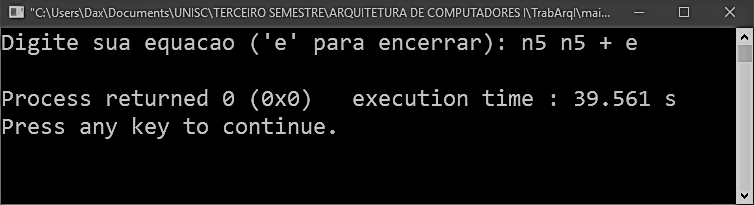 "C:\Users\Dax\Documents\UNISC\TERCEIRO SEMESTRE\ARQUITETURA DE COMPUTADORES I\TrabArqI\mai...
Digite sua equacao ('e' para encerrar): n5 n5 + e
Process returned 0 (0x0)   execution time : 39.561 s
Press any key to continue.